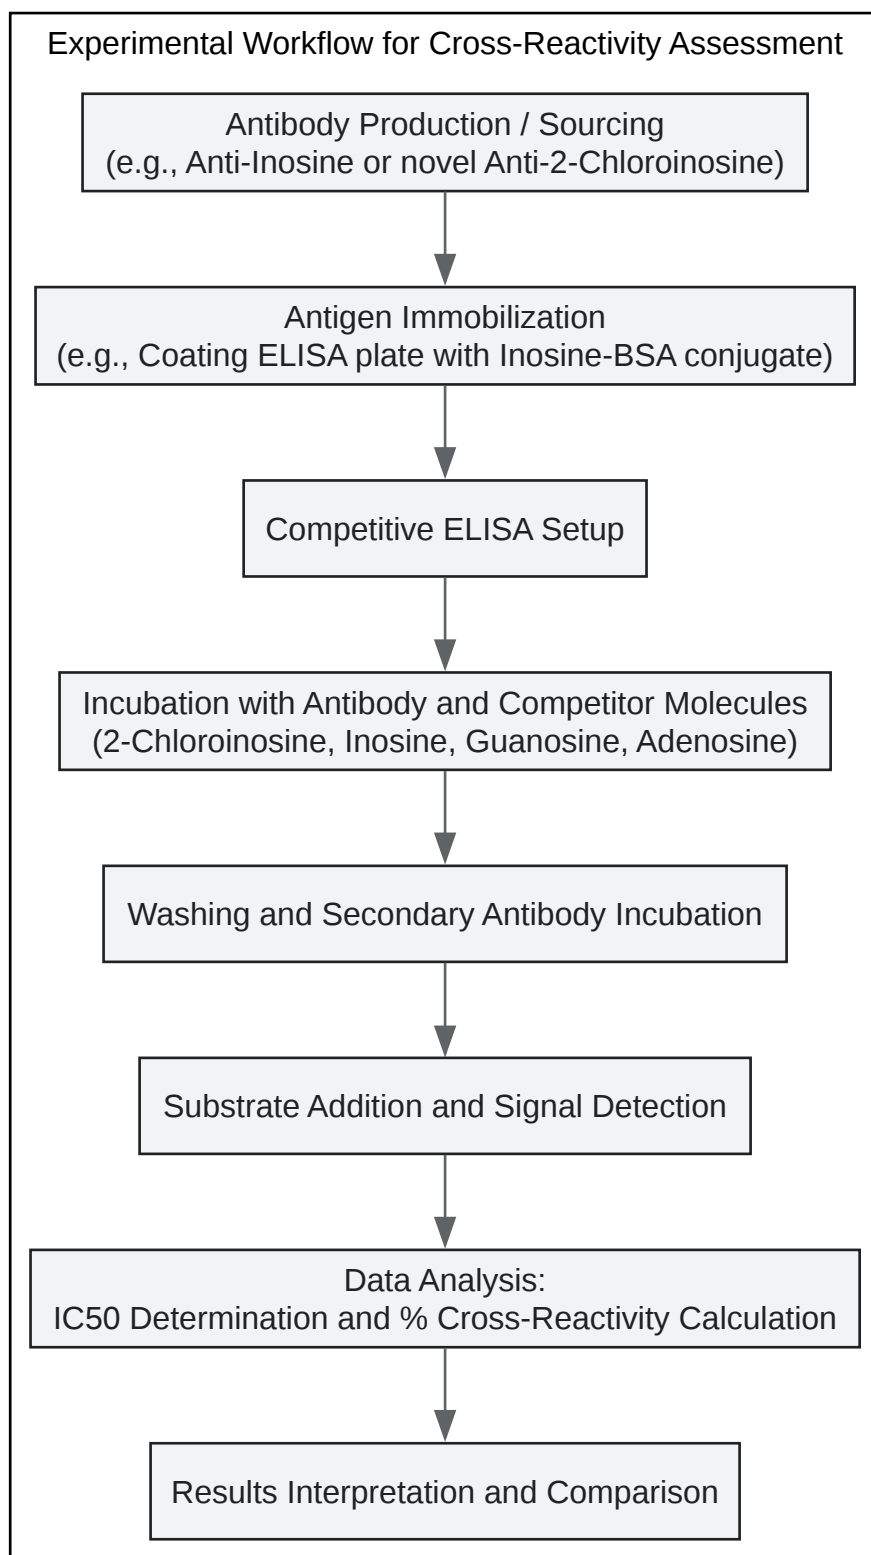 Experimental Workflow for Cross-Reactivity Assessment
Antibody Production / Sourcing
(e.g., Anti-Inosine or novel Anti-2-Chloroinosine)
Antigen Immobilization
(e.g., Coating ELISA plate with Inosine-BSA conjugate)
Competitive ELISA Setup
Incubation with Antibody and Competitor Molecules
(2-Chloroinosine, Inosine, Guanosine, Adenosine)
Washing and Secondary Antibody Incubation
Substrate Addition and Signal Detection
Data Analysis:
IC50 Determination and % Cross-Reactivity Calculation
Results Interpretation and Comparison